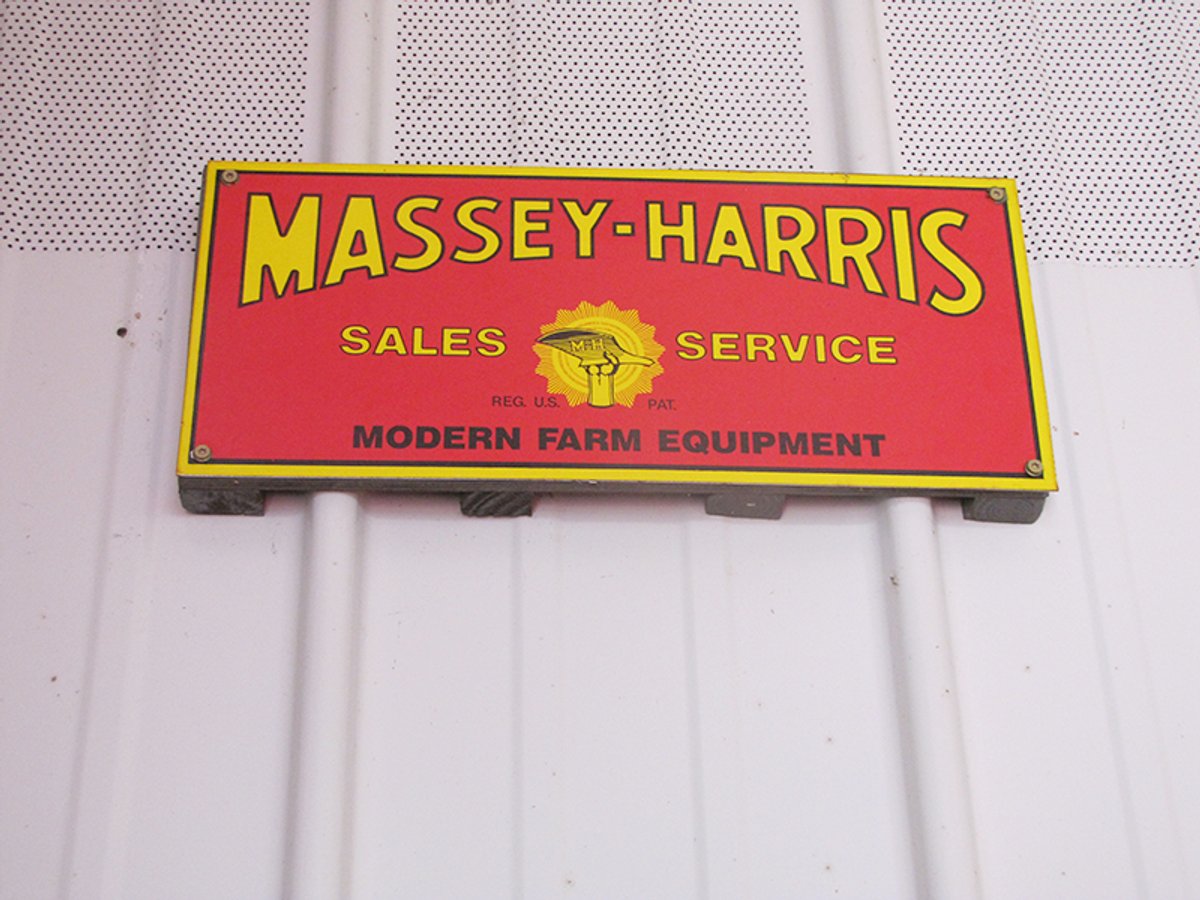 MASSEY-HARRIS
SALES M-H SERVICE
REG. U.S. PAT.
MODERN FARM EQUIPMENT